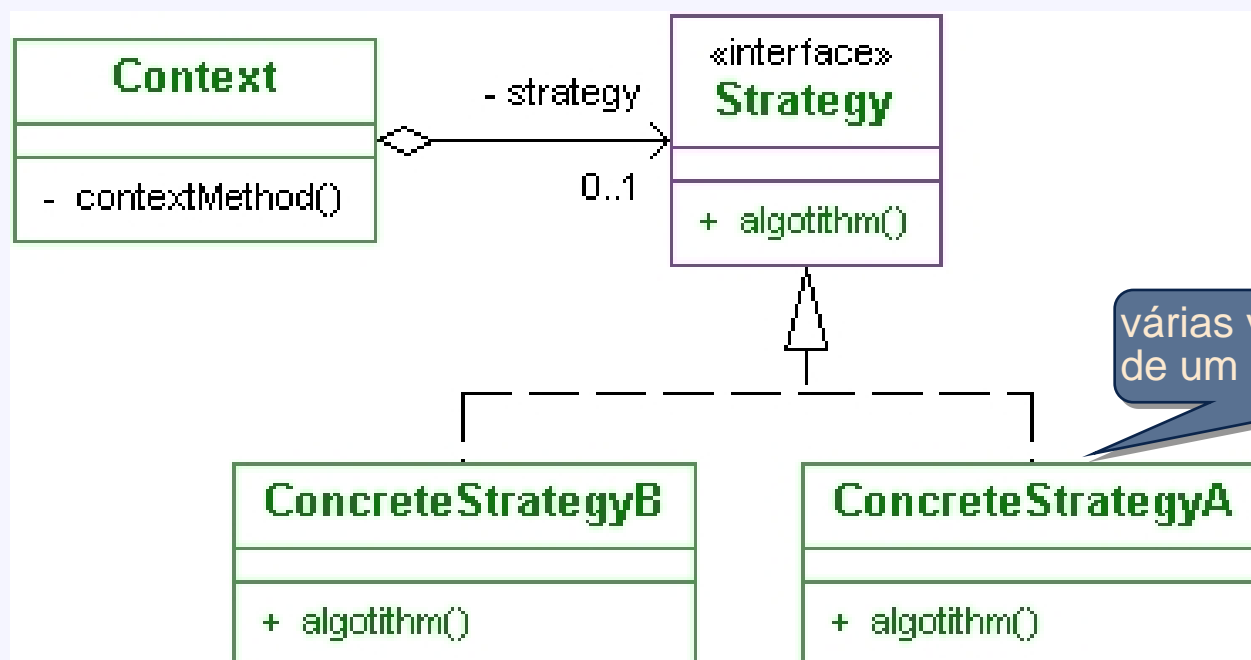 Context
- contextMethod()
- strategy
0..1
«interface»
Strategy
+ algotithm()
várias
de um
ConcreteStrategyB
+ algotithm()
ConcreteStrategyA
+ algotithm()